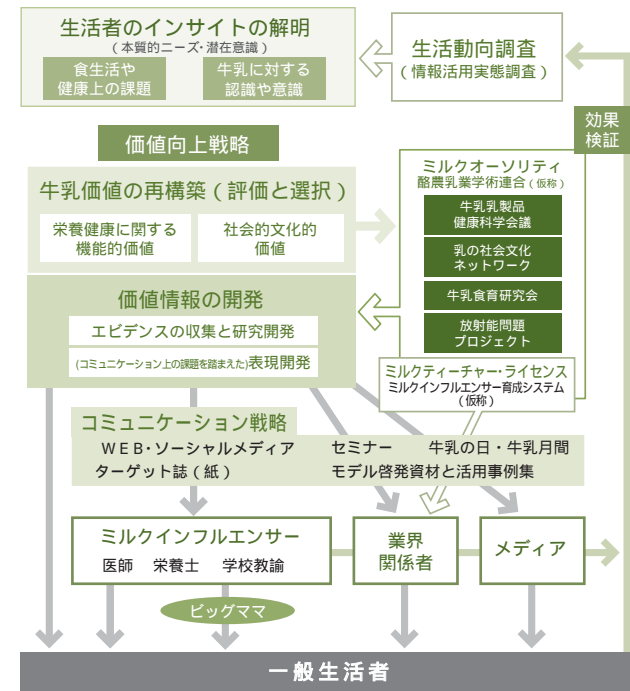 生活者のインサイトの解明
(本質的ニーズ・潜在意識)
食生活や
健康上の課題
牛乳に対する
認識や意識
生活動向調査
(情報活用実態調査)
効果
検証
価値向上戦略
牛乳価値の再構築(評価と選択)
栄養健康に関する
機能的価値
社会的文化的
価値
ミルクオーソリティ
酪農乳業学術連合(仮称)
牛乳乳製品
健康科学会議
乳の社会文化
ネットワーク
牛乳食育研究会
放射能問題
プロジェクト
価値情報の開発
エビデンスの収集と研究開発
(コミュニケーション上の課題を踏まえた)表現開発
ミルクティーチャー・ライセンス
ミルクインフルエンサー育成システム
(仮称)
コミュニケーション戦略
WEB・ソーシャルメディア
ターゲット誌(紙)
セミナー 牛乳の日・牛乳月間
モデル啓発資材と活用事例集
ミルクインフルエンサー
医師 栄養士 学校教諭
業界
関係者
メディア
ビッグママ
一般生活者